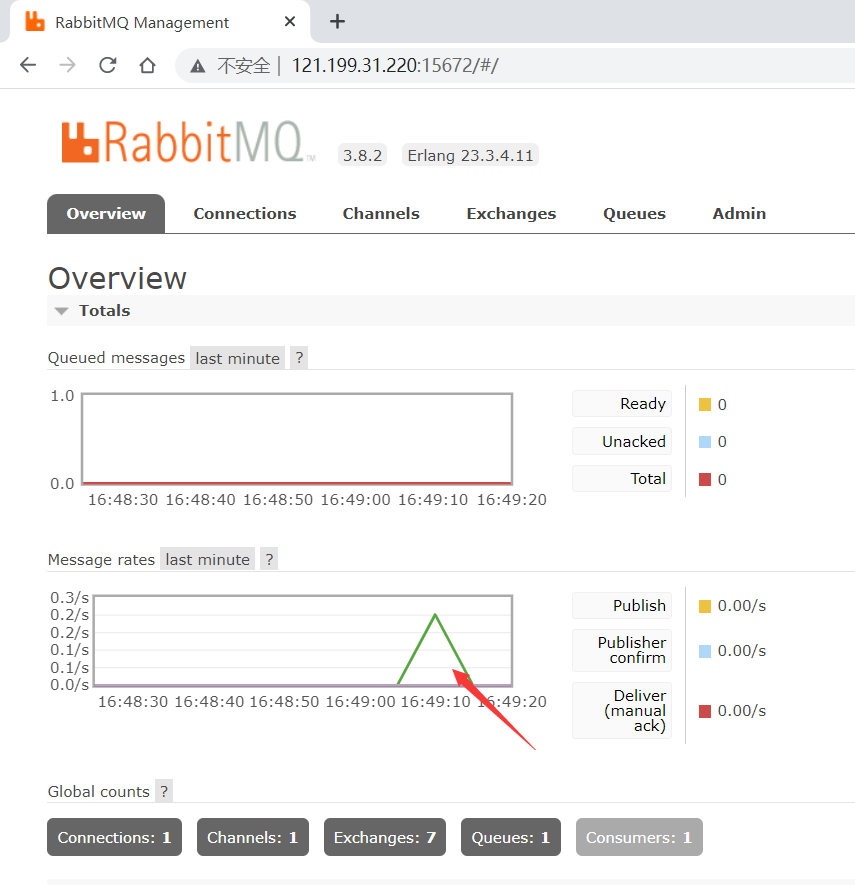 RabbitMQ Management
不安全 | 121.199.31.220:15672/#/
RabbitMQ TM 3.8.2 Erlang 23.3.4.11
Overview Connections Channels Exchanges Queues Admin
Overview
Totals
Queued messages last minute ?
1.0
0.0
16:48:30 16:48:40 16:48:50 16:49:00 16:49:10 16:49:20
Ready 0
Unacked 0
Total 0
Message rates last minute ?
0.3/s
0.2/s
0.2/s
0.1/s
0.1/s
0.0/s
16:48:30 16:48:40 16:48:50 16:49:00 16:49:10 16:49:20
Publish 0.00/s
Publisher
confirm 0.00/s
Deliver
(manual 0.00/s
ack)
Global counts ?
Connections: 1 Channels: 1 Exchanges: 7 Queues: 1 Consumers: 1